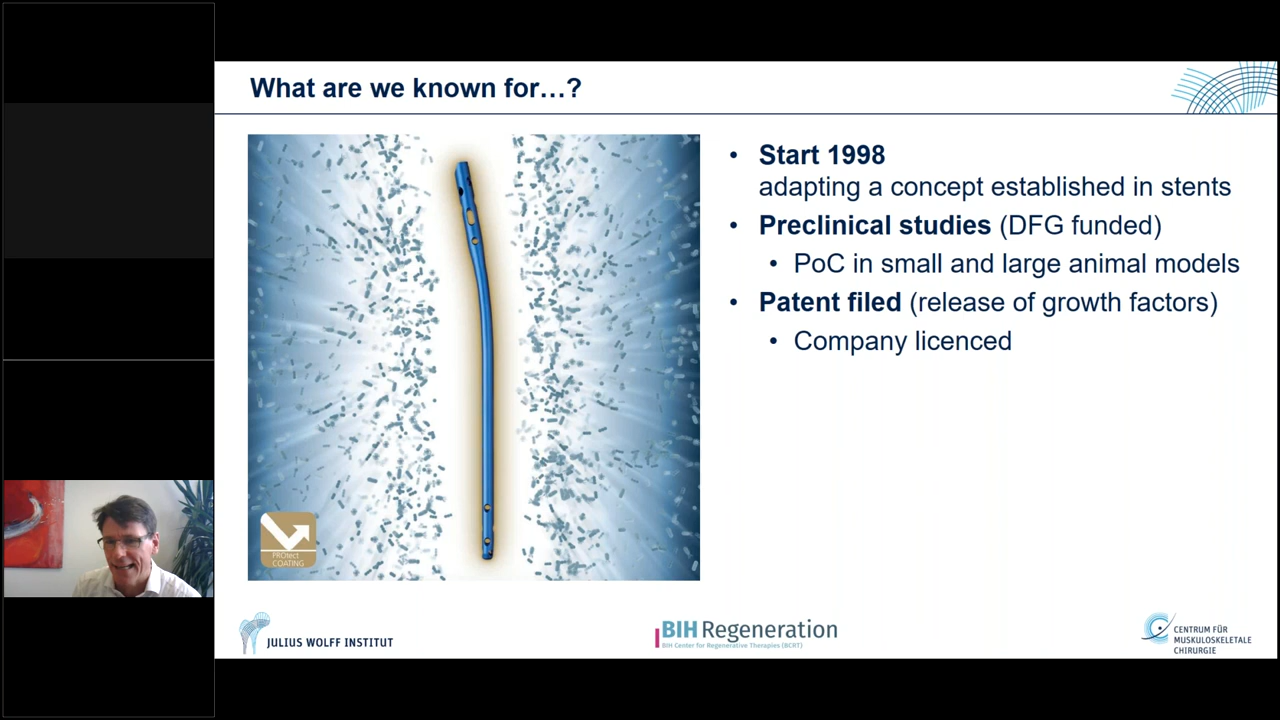 What are we known for…?
• Start 1998
adapting a concept established in stents
• Preclinical studies (DFG funded)
• PoC in small and large animal models
• Patent filed (release of growth factors)
• Company licenced
PROtect
COATING
JULIUS WOLFF INSTITUT
BIH Regeneration
BIH Center for Regenerative Therapies (BCRT)
CENTRUM FÜR
MUSKULOSKELETALE
CHIRURGIE